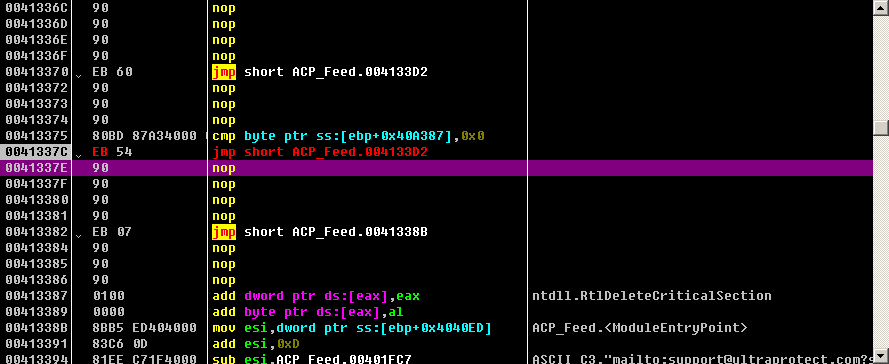 0041336C 90 nop
0041336D 90 nop
0041336E 90 nop
0041336F 90 nop
00413370 EB 60 jmp short ACP_Feed.004133D2
00413372 90 nop
00413373 90 nop
00413374 90 nop
00413375 80BD 87A34000 cmp byte ptr ss:[ebp+0x40A387],0x0
0041337C EB 54 jmp short ACP_Feed.004133D2
0041337E 90 nop
0041337F 90 nop
00413380 90 nop
00413381 90 nop
00413382 EB 07 jmp short ACP_Feed.0041338B
00413384 90 nop
00413385 90 nop
00413386 90 nop
00413387 0100 add dword ptr ds:[eax],eax ntdll.RtlDeleteCriticalSection
00413389 0000 add byte ptr ds:[eax],al
0041338B 8BB5 ED404000 mov esi,dword ptr ss:[ebp+0x4040ED] ACP_Feed.<ModuleEntryPoint>
00413391 83C6 0D add esi,0xD
00413394 81EE C71F4000 sub esi,ACP_Feed.00401FC7 ASCII C3,"mailto:support@ultraprotect.com?s